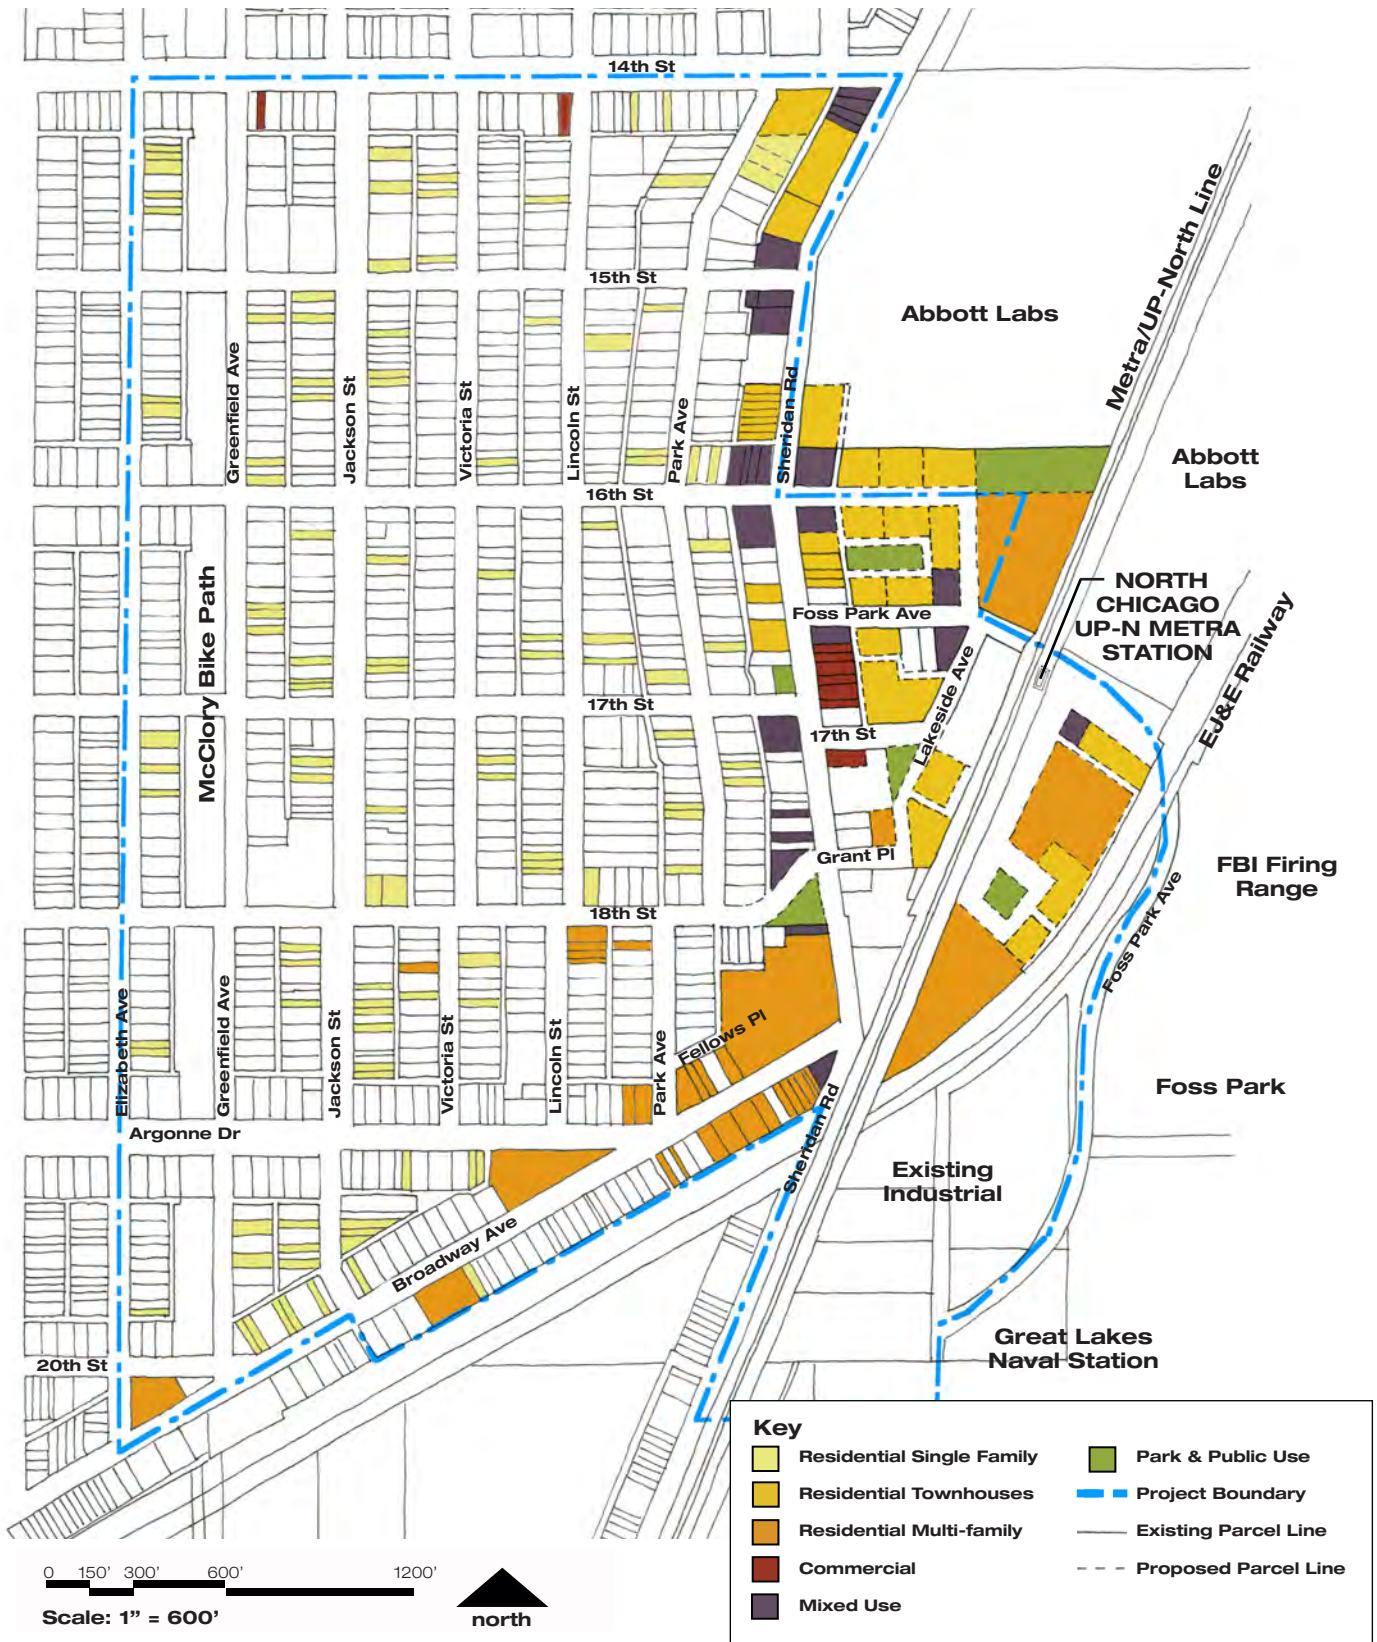 14th St
Metra/UP-North Line
15th St
Abbott Labs
Greenfield Ave
Jackson St
Victoria St
Lincoln St
Park Ave
Sheridan Rd
Abbott
Labs
16th St
McClory Bike Path
NORTH
CHICAGO
UP-N METRA
STATION
Foss Park Ave
EJ&E Railway
17th St
17th St
Lakeside Ave
Grant Pl
FBI Firing
Range
18th St
Foss Park Ave
Elizabeth Ave
Greenfield Ave
Jackson St
Victoria St
Lincoln St
Park Ave
Fellows Pl
Foss Park
Argonne Dr
Sheridan Rd
Existing
Industrial
Broadway Ave
Great Lakes
Naval Station
20th St
Key
Residential Single Family
Residential Townhouses
Residential Multi-family
Commercial
Mixed Use
Park & Public Use
Project Boundary
Existing Parcel Line
Proposed Parcel Line
0 150' 300' 600' 1200'
Scale: 1” = 600’
north